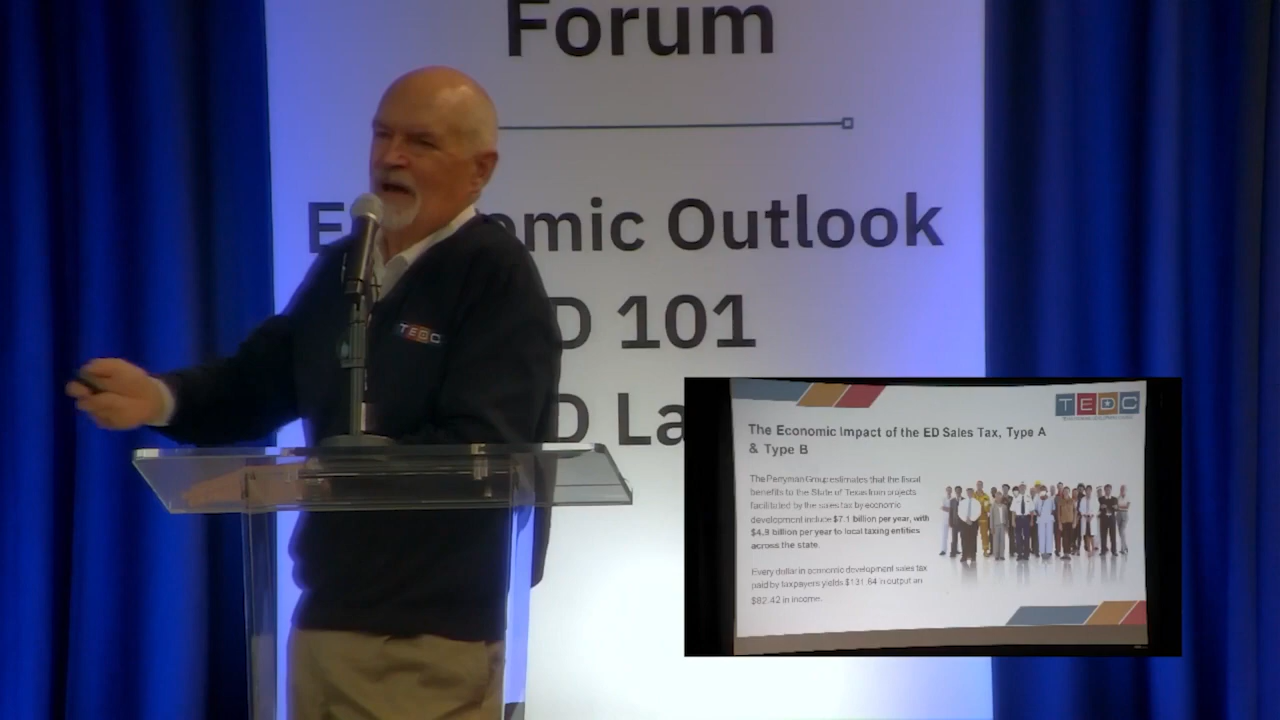 Forum
E omic Outlook
D 101
D La
TEDC
TEDC
The Economic Impact of the ED Sales Tax, Type A
& Type B
The Perryman Group estimates that the fiscal
benefits to the State of Texas from projects
facilitated by the sales tax by economic
development include $7.1 billion per year, with
$4.9 billion per year to local taxing entities
across the state.
Every dollar in economic development sales tax
paid by taxpayers yields $131.64 in output an
$82.42 in income.